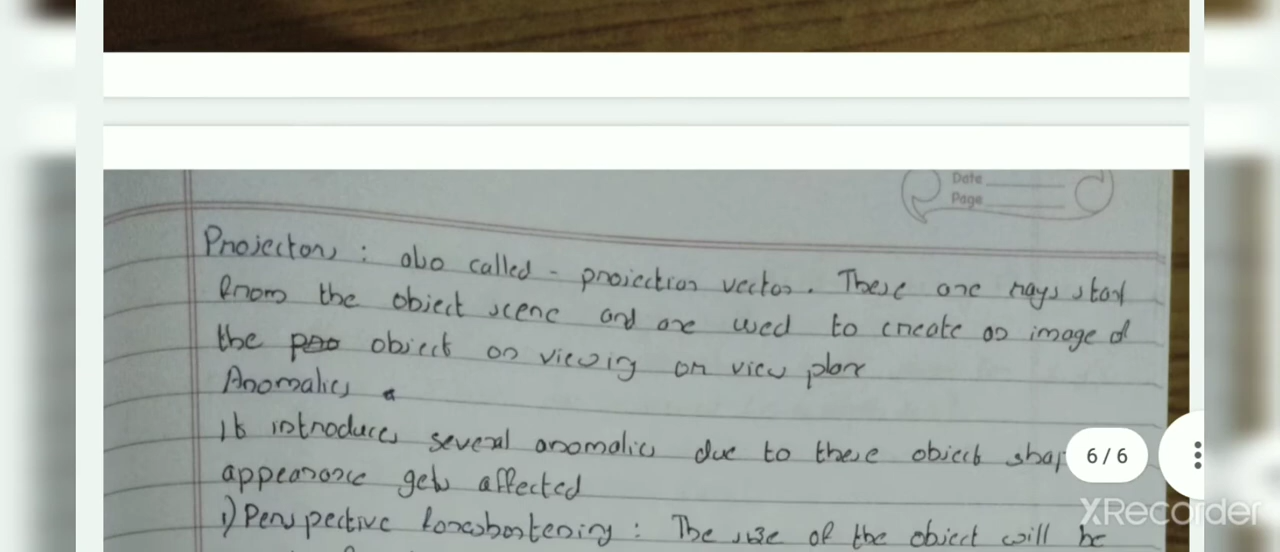 Date
Page
Projectors : also called - projection vector. These are rays start
from the object scene and are used to create an image of
the object on viewing or view plane
Anomalies
It introduces several anomalies due to these object shap
appearance gets affected
1) Perspective foreshortening : The size of the object will be
6/6
XRecorder